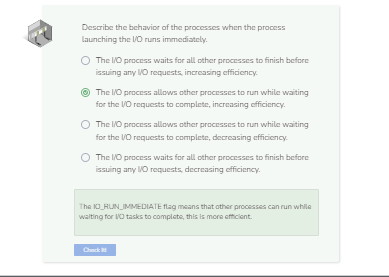 Describe the behavior of the processes when the process
launching the I/O runs immediately.
The I/O process waits for all other processes to finish before
issuing any I/O requests, increasing efficiency.
The I/O process allows other processes to run while waiting
for the I/O requests to complete, increasing efficiency.
The I/O process allows other processes to run while waiting
for the I/O requests to complete, decreasing efficiency.
The I/O process waits for all other processes to finish before
issuing any I/O requests, decreasing efficiency.
The IO_RUN_IMMEDIATE flag means that other processes can run while
waiting for I/O tasks to complete, this is more efficient.
Check It!